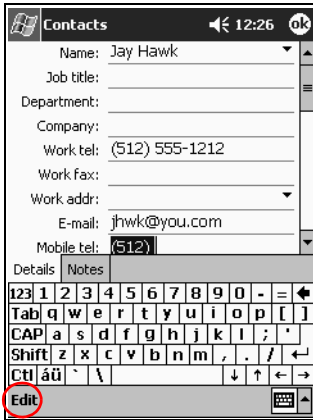 Contacts 12:26 ok
Name: Jay Hawk
Job title:
Department:
Company:
Work tel: (512) 555-1212
Work fax:
Work addr:
E-mail: jhwk@you.com
Mobile tel: (512)
Details Notes
123 1 2 3 4 5 6 7 8 9 0 - =
Tab q w e r t y u i o p [ ]
CAP a s d f g h j k l ; '
Shift z x c v b n m , . /
Ctl áü ` \
Edit